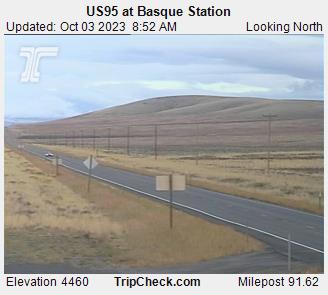 US95 at Basque Station
Updated: Oct 03 2023 8:52 AM Looking North
Elevation 4460 TripCheck.com Milepost 91.62